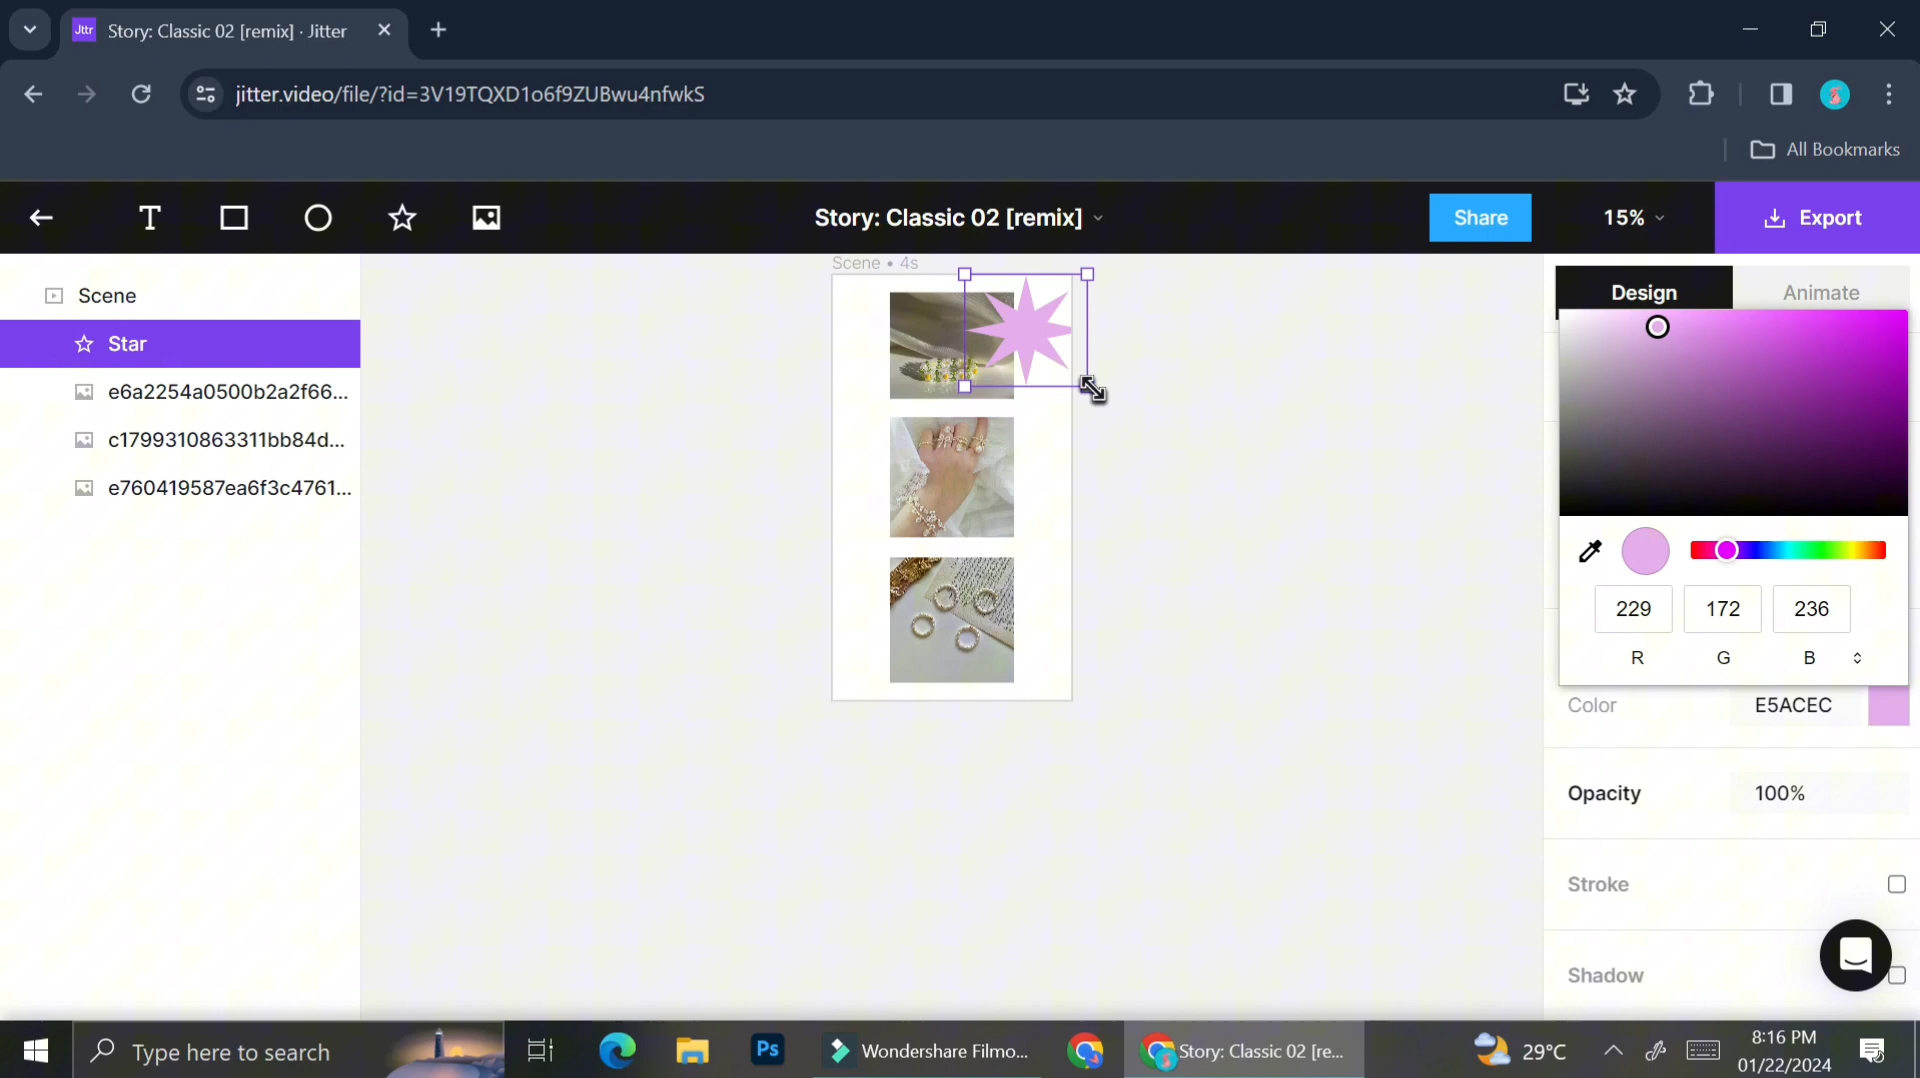 Jttr Story: Classic 02 [remix] · Jitter
jitter.video/file/?id=3V19TQXD1o6f9ZUBwu4nfwkS
All Bookmarks
T Story: Classic 02 [remix] Share 15% Export
Scene • 4s
Scene
Star
e6a2254a0500b2a2f66...
c1799310863311bb84d...
e760419587ea6f3c4761...
Design Animate
229 172 236
R G B
Color E5ACEC
Opacity 100%
Stroke
Shadow
Type here to search
Ps
Wondershare Filmo...
Story: Classic 02 [re...
29°C
8:16 PM
01/22/2024